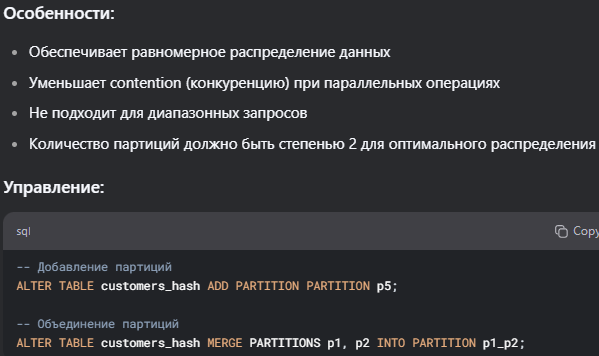 Особенности:
Обеспечивает равномерное распределение данных
Уменьшает contention (конкуренцию) при параллельных операциях
Не подходит для диапазонных запросов
Количество партиций должно быть степенью 2 для оптимального распределения
Управление:
sql Copy
-- Добавление партиций
ALTER TABLE customers_hash ADD PARTITION PARTITION p5;
-- Объединение партиций
ALTER TABLE customers_hash MERGE PARTITIONS p1, p2 INTO PARTITION p1_p2;